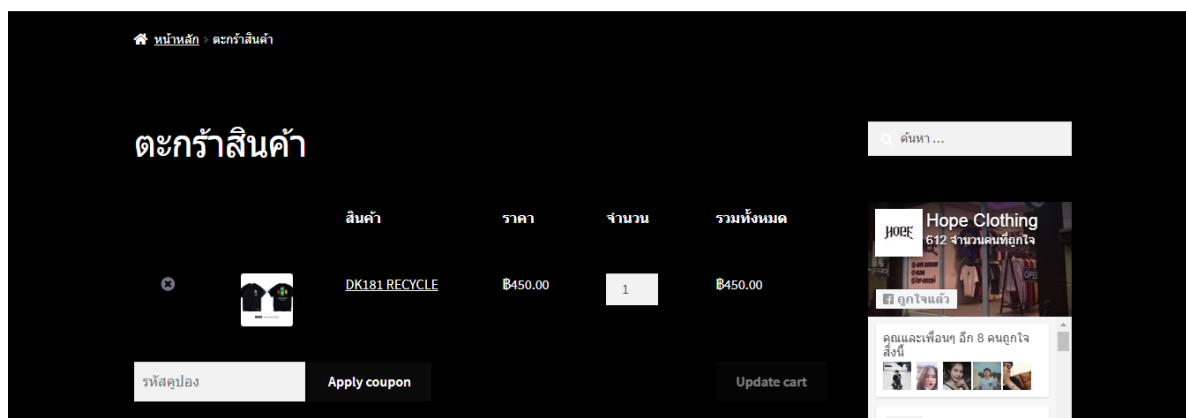 หน้าหลัก › ตะกร้าสินค้า
ตะกร้าสินค้า
ค้นหา ...
สินค้า ราคา จำนวน รวมทั้งหมด
DK181 RECYCLE ฿450.00 1 ฿450.00
รหัสคูปอง Apply coupon Update cart
HOPE
Hope Clothing
612 จำนวนคนที่ถูกใจ
ถูกใจแล้ว
คุณและเพื่อนๆ อีก 8 คนถูกใจ
สิ่งนี้